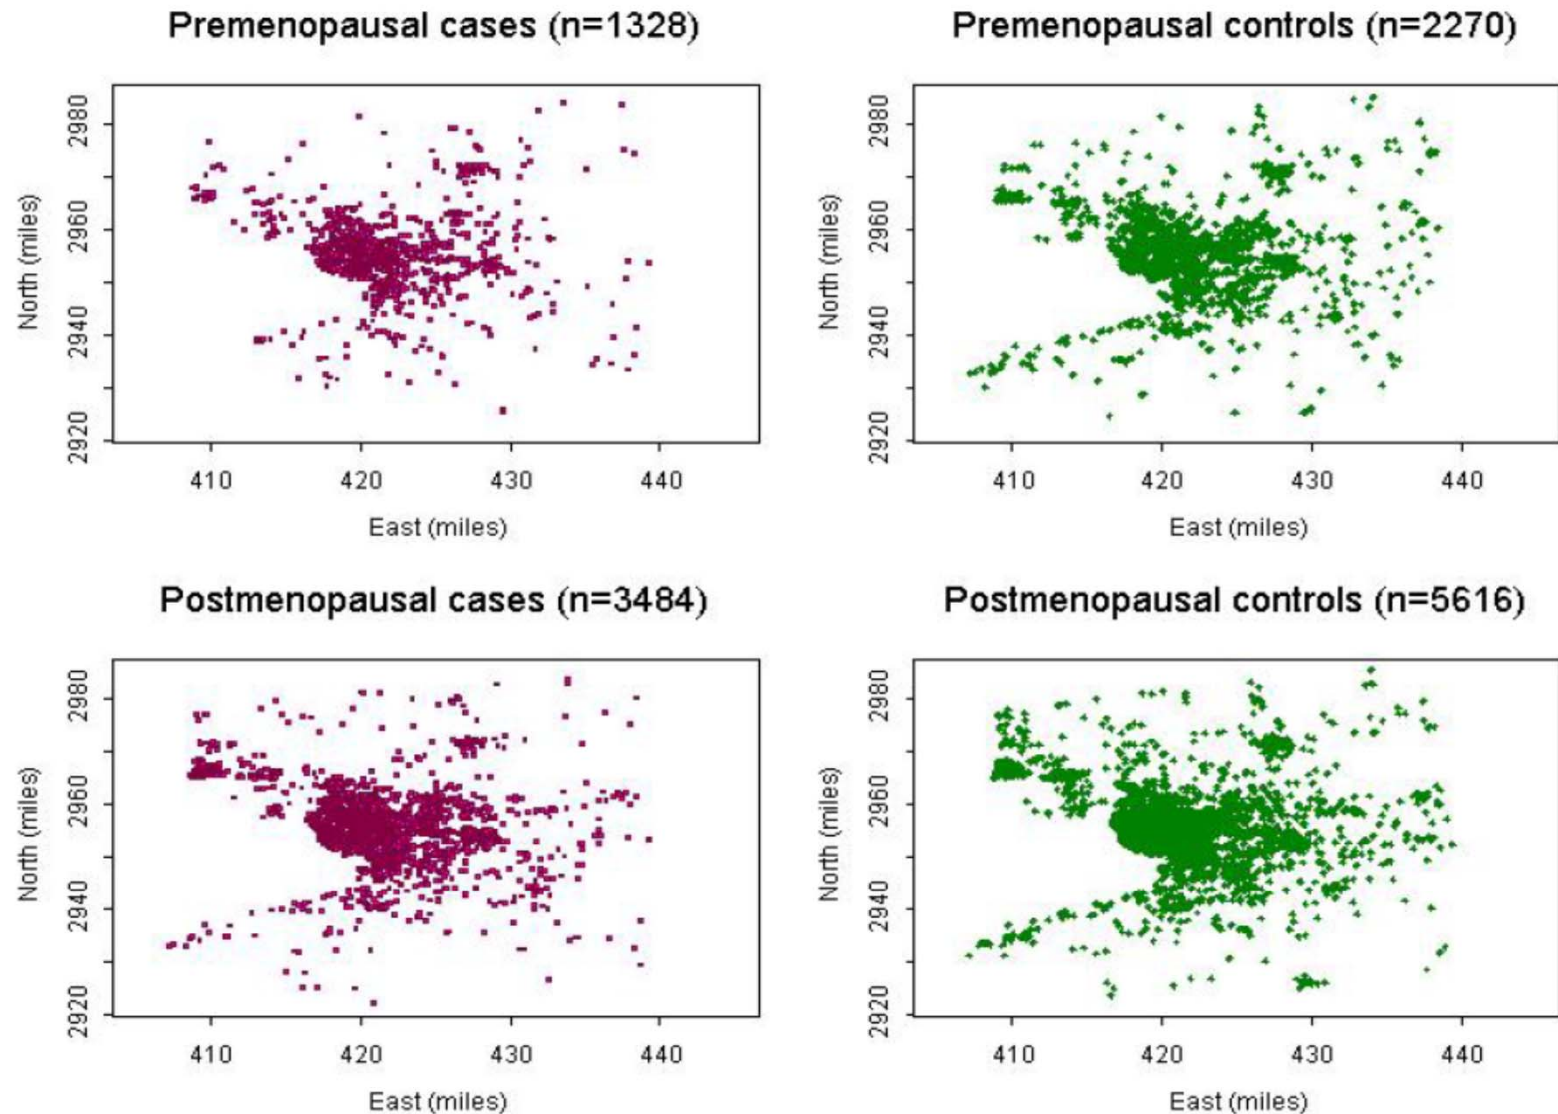 Premenopausal cases (n=1328)
Premenopausal controls (n=2270)
North (miles)
2980
2960
2940
2920
410 420 430 440
East (miles)
North (miles)
2980
2960
2940
2920
410 420 430 440
East (miles)
Postmenopausal cases (n=3484)
Postmenopausal controls (n=5616)
North (miles)
2980
2960
2940
2920
410 420 430 440
East (miles)
North (miles)
2980
2960
2940
2920
410 420 430 440
East (miles)